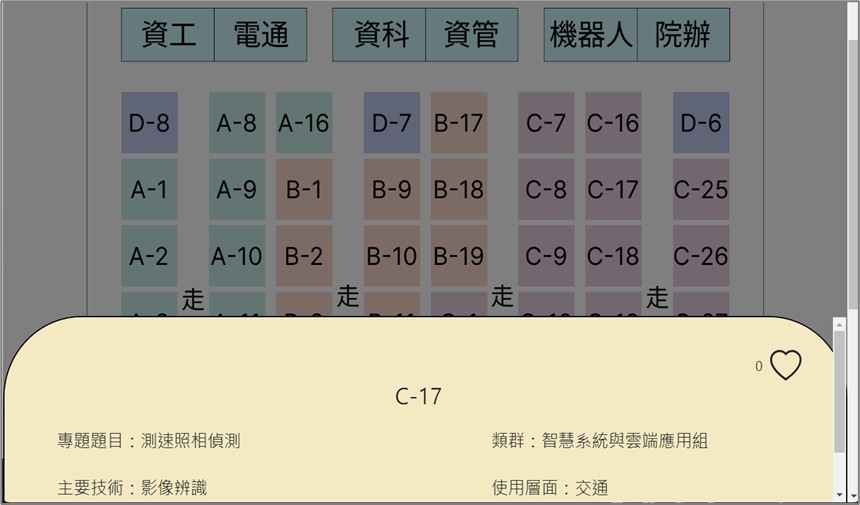 資工 電通 資科 資管 機器人 院辦
D-8 A-8 A-16 D-7 B-17 C-7 C-16 D-6
A-1 A-9 B-1 B-9 B-18 C-8 C-17 C-25
A-2 A-10 B-2 B-10 B-19 C-9 C-18 C-26
走 走 走 走
0
C-17
專題題目：測速照相偵測 類群：智慧系統與雲端應用組
主要技術：影像辨識 使用層面：交通